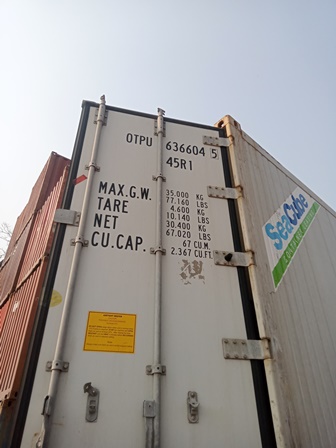 OTPU 636604 5
45R1
MAX.G.W. 35.000 KG
77.160 LBS
TARE 4.600 KG
10.140 LBS
NET 30.400 KG
67.020 LBS
CU.CAP. 67 CU.M.
2.367 CU.FT.
SeaCube